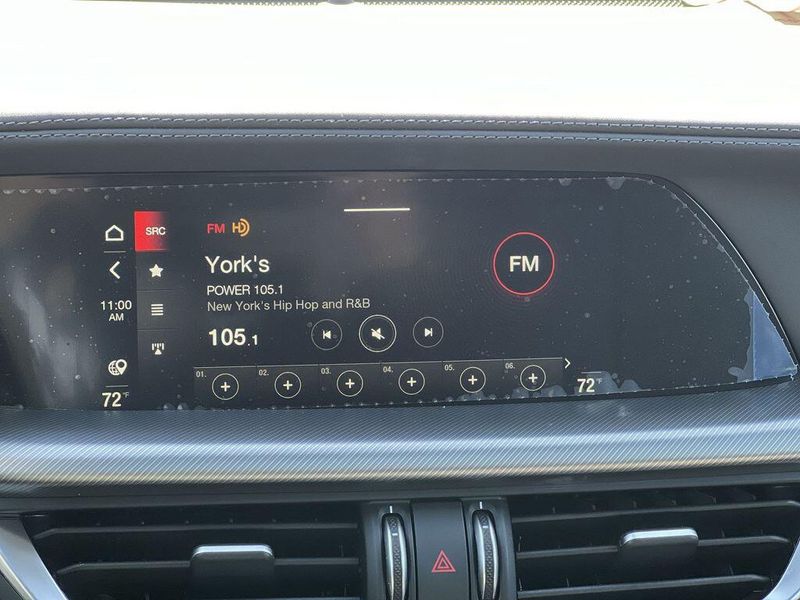 SRC
FM HD
York's
POWER 105.1
New York's Hip Hop and R&B
105.1
FM
11:00
AM
01. 02. 03. 04. 05. 06.
72°F
72°F